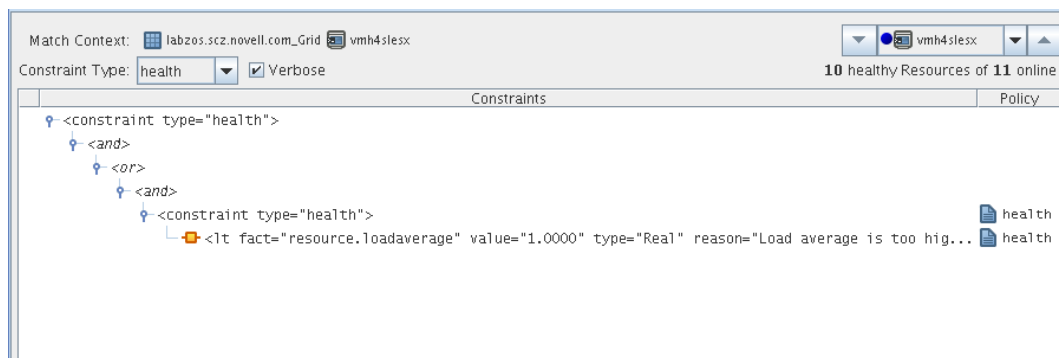 Match Context: labzos.scz.novell.com_Grid vmh4slesx vmh4slesx
Constraint Type: health Verbose 10 healthy Resources of 11 online
Constraints Policy
<constraint type="health">
<and>
<or>
<and>
<constraint type="health"> health
<lt fact="resource.loadaverage" value="1.0000" type="Real" reason="Load average is too hig... health